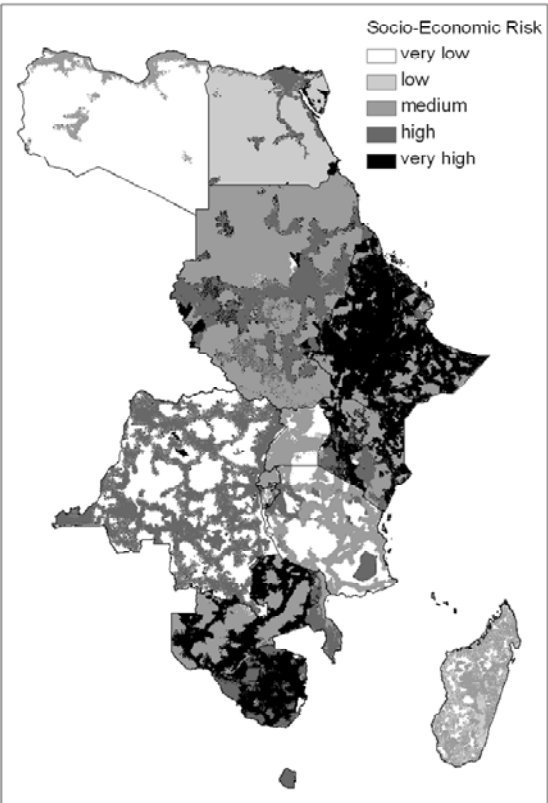 Socio-Economic Risk
very low
low
medium
high
very high